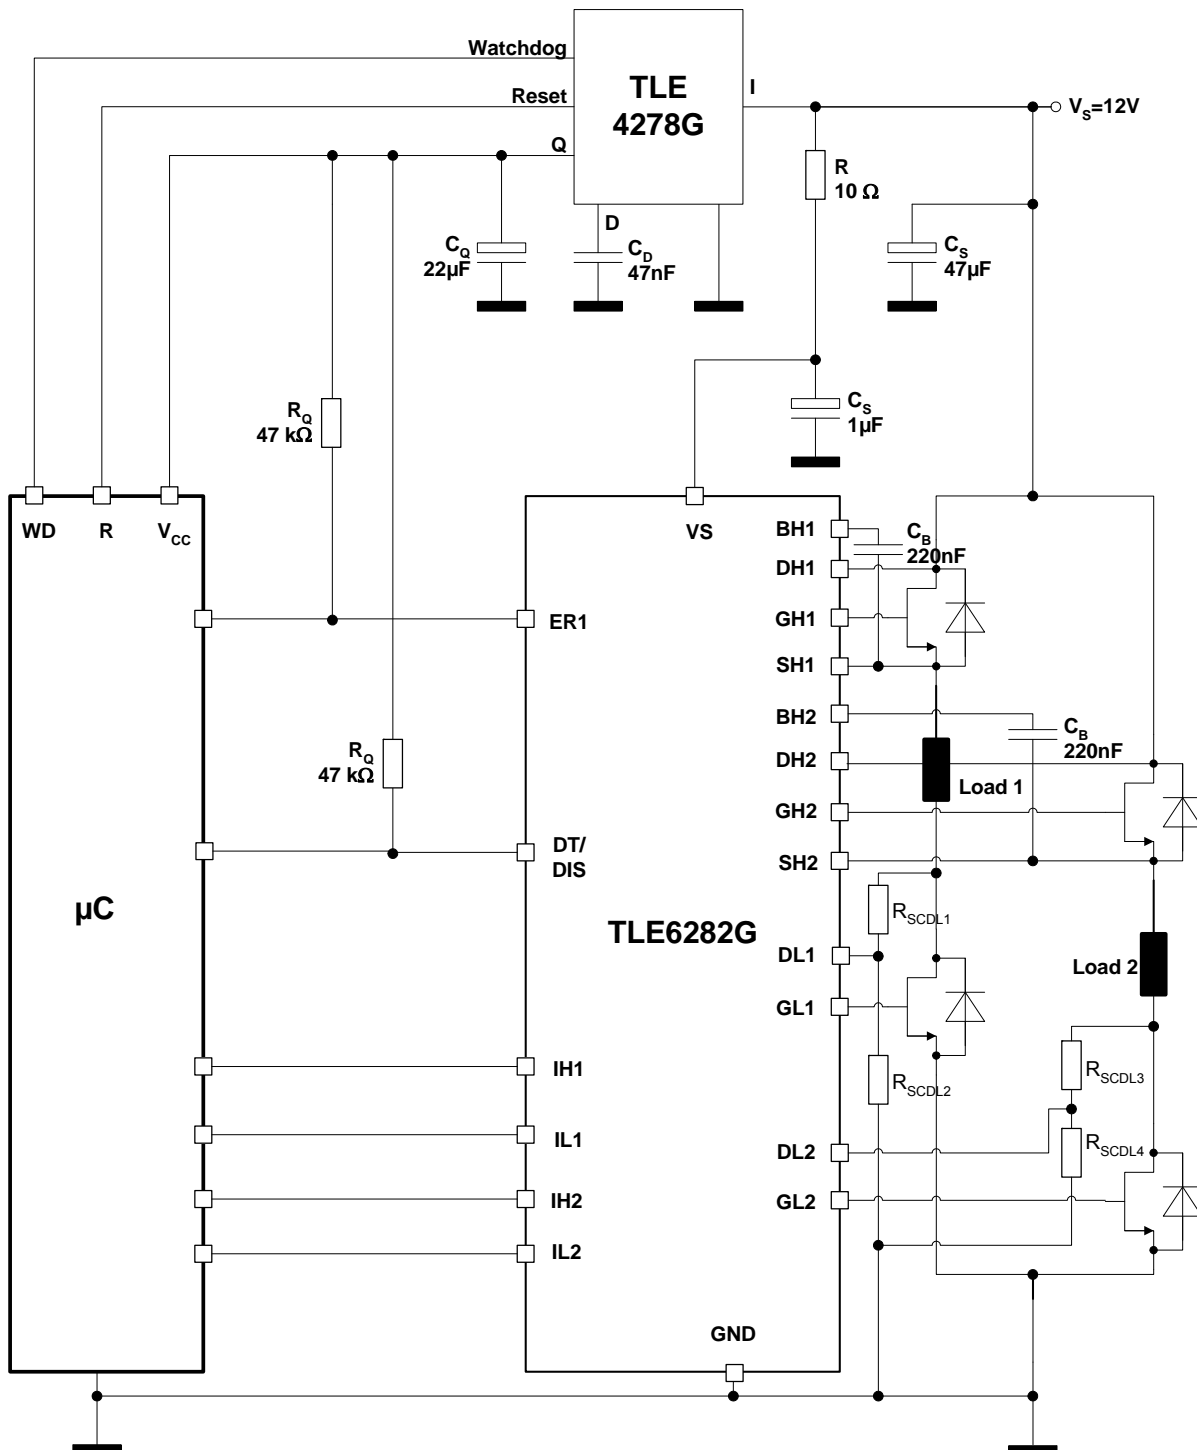 Watchdog
TLE
4278G
Reset
I
V_S=12V
Q
R
10 Ω
D
C_Q
22µF
C_D
47nF
C_S
47µF
C_S
1µF
R_Q
47 kΩ
WD
R
V_CC
VS
BH1
C_B
220nF
DH1
ER1
GH1
SH1
BH2
C_B
220nF
R_Q
47 kΩ
DH2
Load 1
GH2
DT/
DIS
SH2
µC
TLE6282G
R_SCDL1
DL1
Load 2
GL1
IH1
R_SCDL2
R_SCDL3
IL1
DL2
R_SCDL4
IH2
GL2
IL2
GND